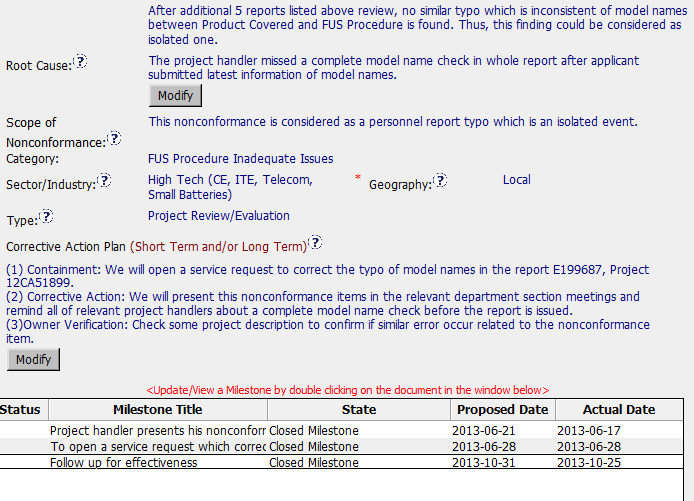 After additional 5 reports listed above review, no similar typo which is inconsistent of model names
between Product Covered and FUS Procedure is found. Thus, this finding could be considered as
isolated one.
Root Cause:? The project handler missed a complete model name check in whole report after applicant
submitted latest information of model names.
Modify
Scope of This nonconformance is considered as a personnel report typo which is an isolated event.
Nonconformance:?
Category: FUS Procedure Inadequate Issues
Sector/Industry:? High Tech (CE, ITE, Telecom, * Geography:? Local
Small Batteries)
Type:? Project Review/Evaluation
Corrective Action Plan (Short Term and/or Long Term)?
(1) Containment: We will open a service request to correct the typo of model names in the report E199687, Project
12CA51899.
(2) Corrective Action: We will present this nonconformance items in the relevant department section meetings and
remind all of relevant project handlers about a complete model name check before the report is issued.
(3)Owner Verification: Check some project description to confirm if similar error occur related to the nonconformance
item.
Modify
<Update/View a Milestone by double clicking on the document in the window below>
Status Milestone Title State Proposed Date Actual Date
Project handler presents his nonconforr Closed Milestone 2013-06-21 2013-06-17
To open a service request which correc Closed Milestone 2013-06-28 2013-06-28
Follow up for effectiveness Closed Milestone 2013-10-31 2013-10-25